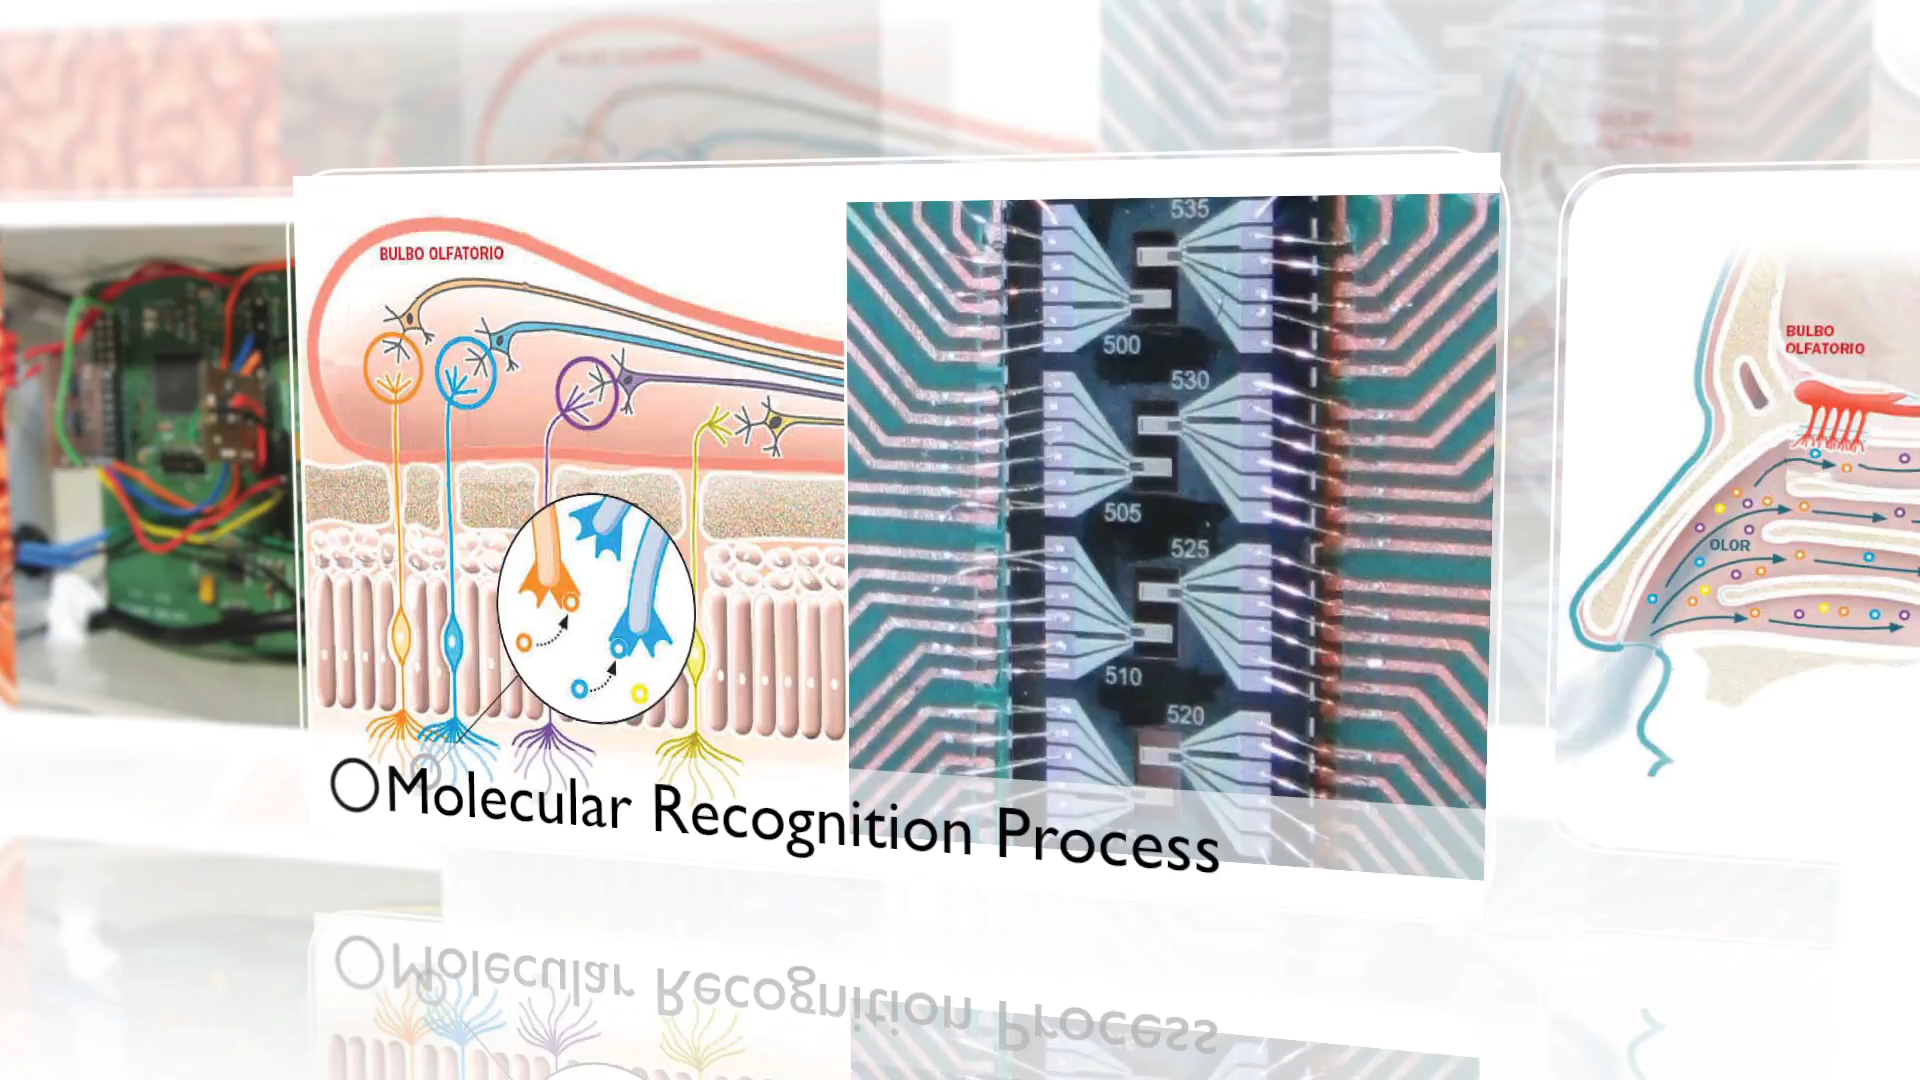 BULBO OLFATORIO
535
500
530
505
525
510
520
Molecular Recognition Process
BULBO
OLFATORIO
OLOR